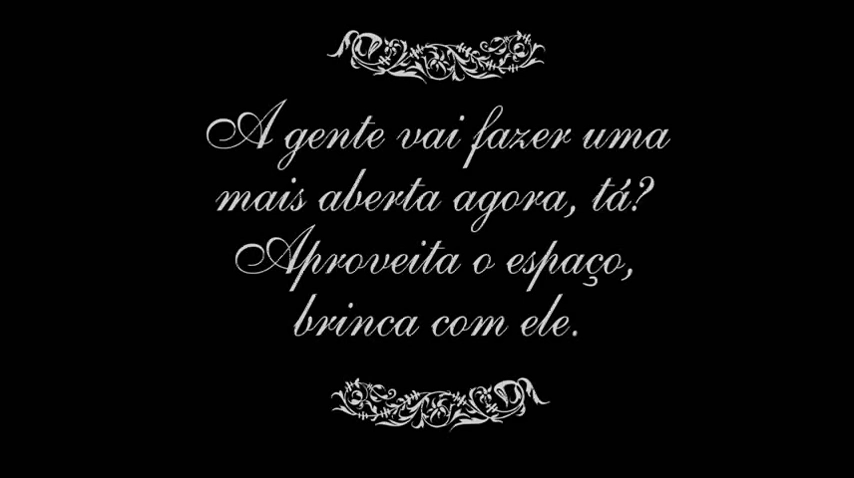 A gente vai fazer uma
mais aberta agora, tá?
Aproveita o espaço,
brinca com ele.